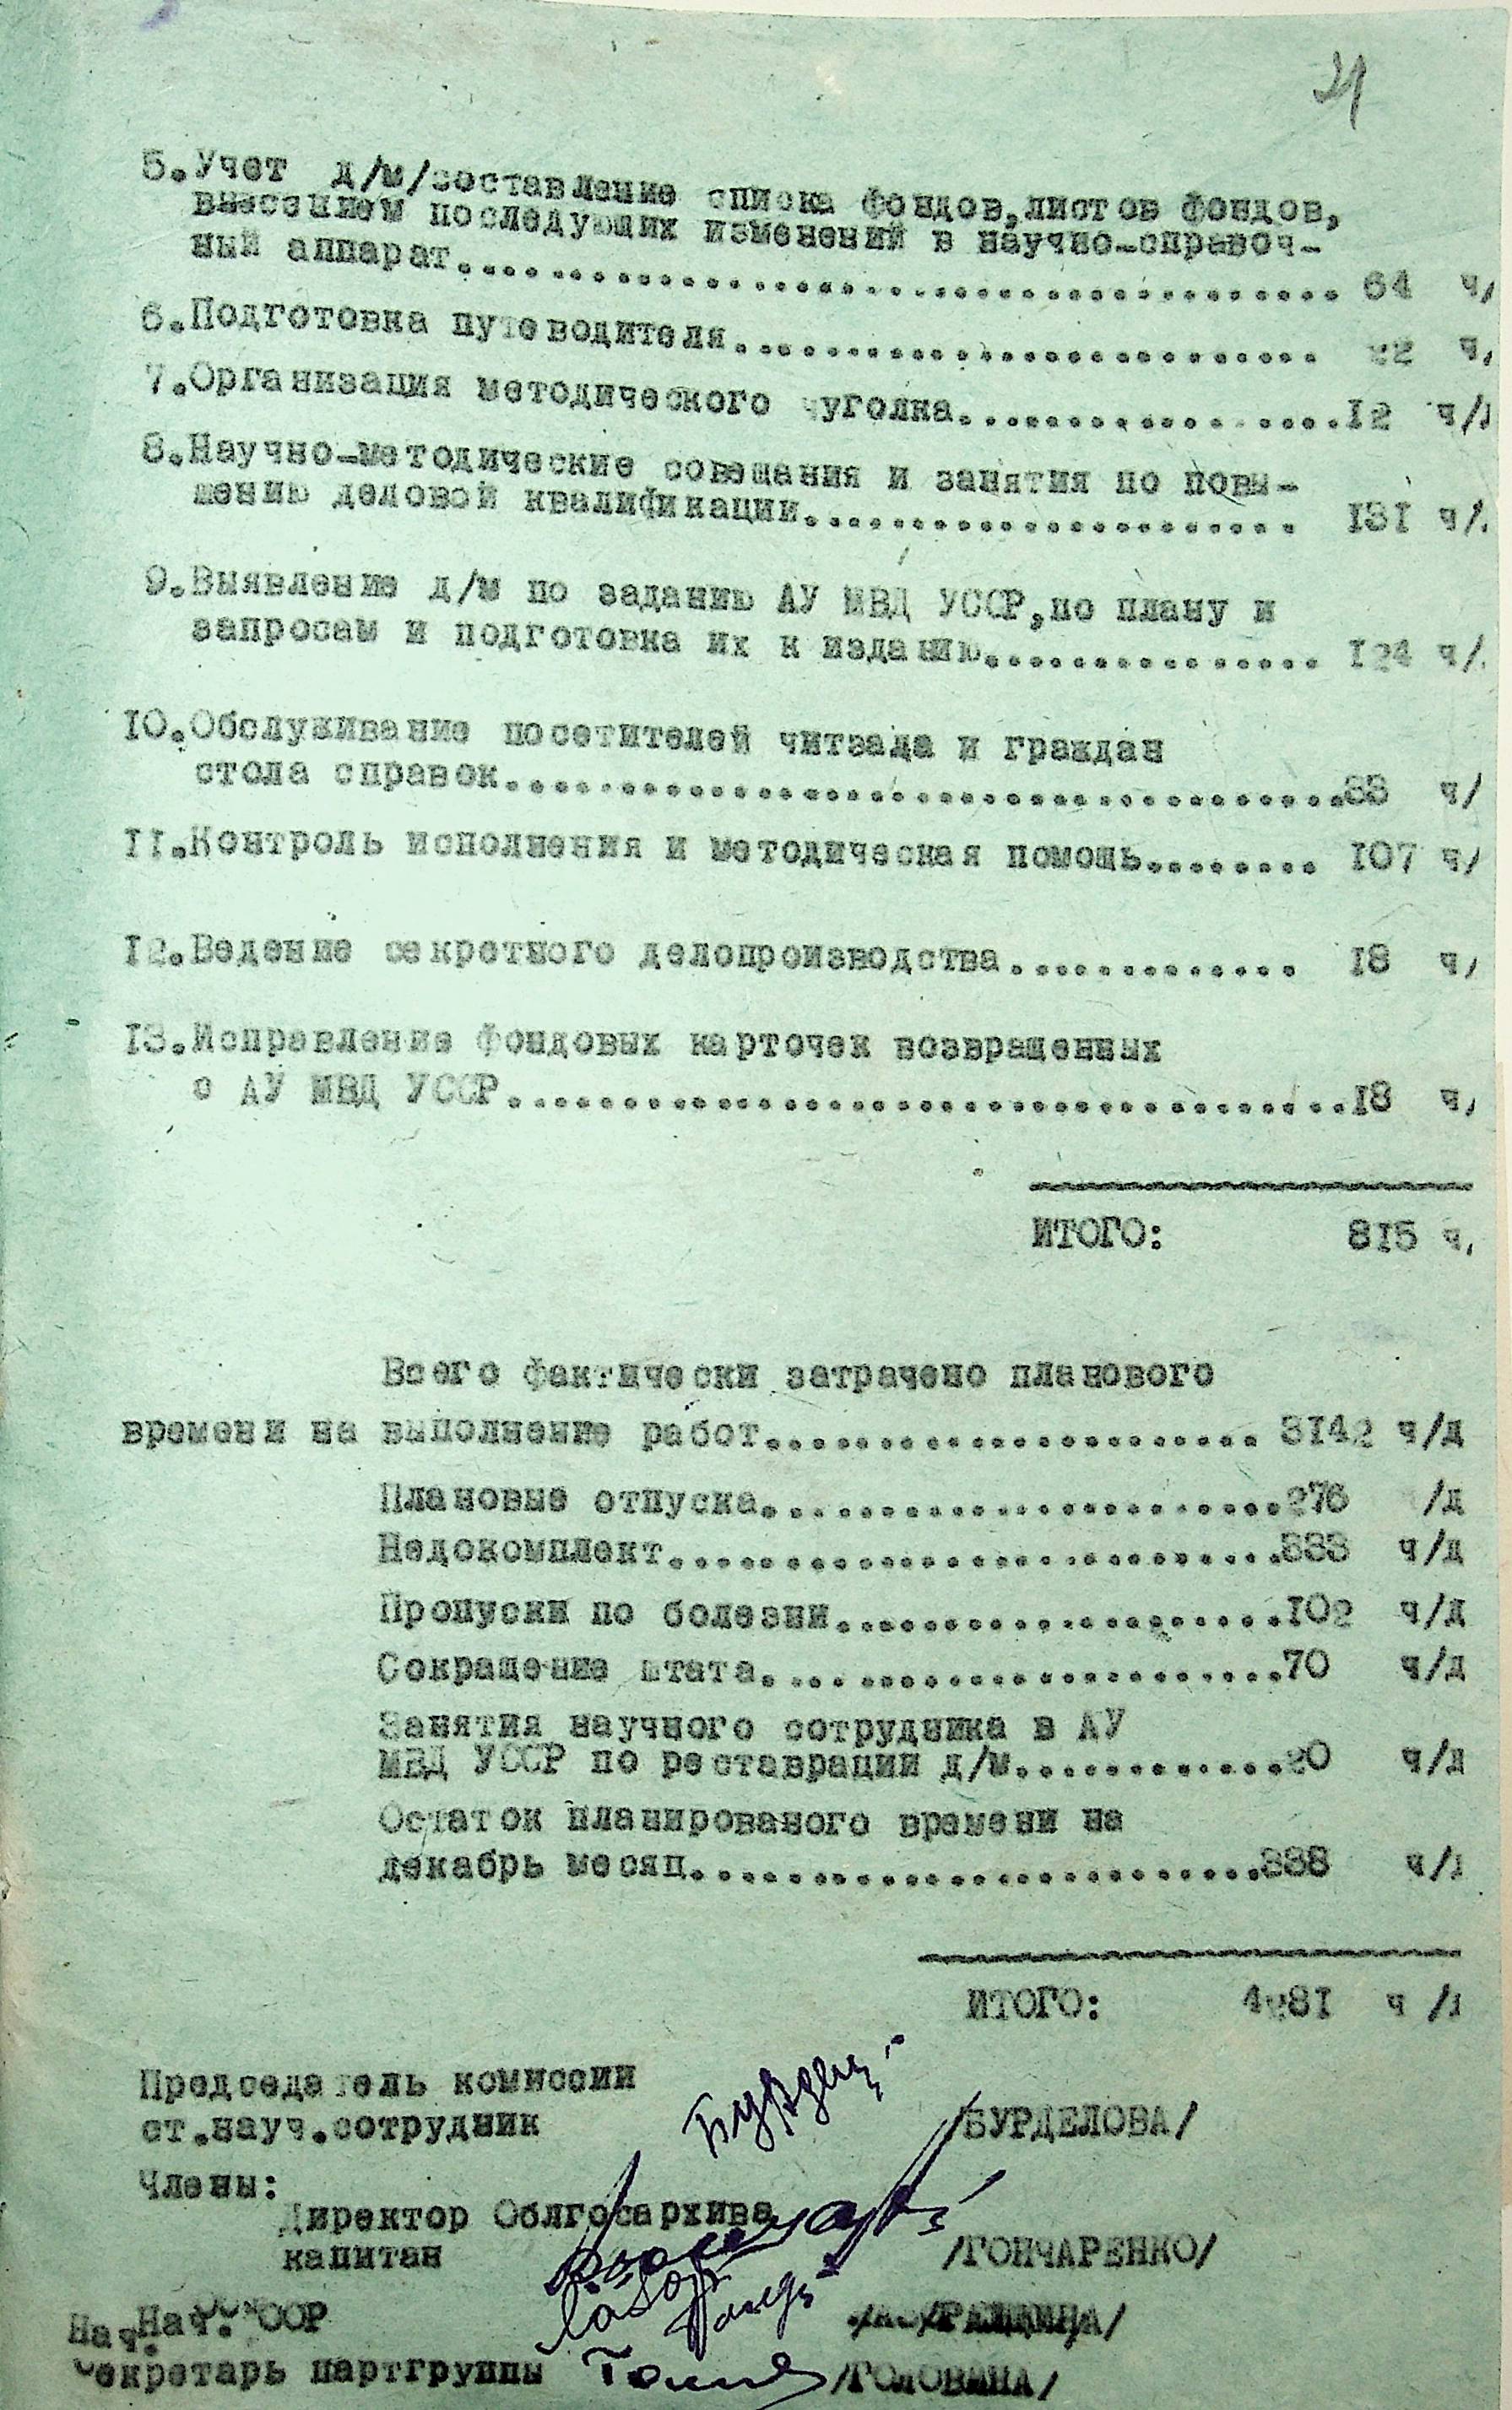 5.Учет д/м/составление списка фондов,листов фондов,
внесением последующих изменений в научно-справоч-
ный аппарат........................................ 64 ч/
6.Подготовка путеводителя.......................... 22 ч,
7.Организация методического уголка.................12 ч/д
8.Научно-методические совещания и занятия по повы-
шению деловой квалификации....................... 131 ч/
9.Выявление д/м по заданию АУ МВД УССР,по плану и
запросам и подготовка их к изданию............... 124 ч/
10.Обслуживание посетителей читзала и граждан
стола справок.....................................88 ч/
11.Контроль исполнения и методическая помощь........ 107 ч/
12.Ведение секретного делопроизводства............. 18 ч,
13.Исправление фондовых карточек возвращенных
с АУ МВД УССР.....................................18 ч,
ИТОГО: 815 ч,
Всего фактически затрачено планового
времени на выполнение работ...................... 3142 ч/д
Плановые отпуска.......................276 /д
Недокомплект...........................333 ч/д
Пропуски по болезни....................102 ч/д
Сокращение штата.......................70 ч/д
Занятия научного сотрудника в АУ
МВД УССР по реставрации д/м............20 ч/д
Остаток планированого времени на
декабрь месяц..........................338 ч/д
ИТОГО: 4281 ч /д
Председатель комиссии
ст.науч.сотрудник /БУРДЕЛОВА/
Члены:
Директор Облгосархива
капитан /ГОНЧАРЕНКО/
Нач. ОСР
Секретарь партгруппы /ГОЛОВИНА/